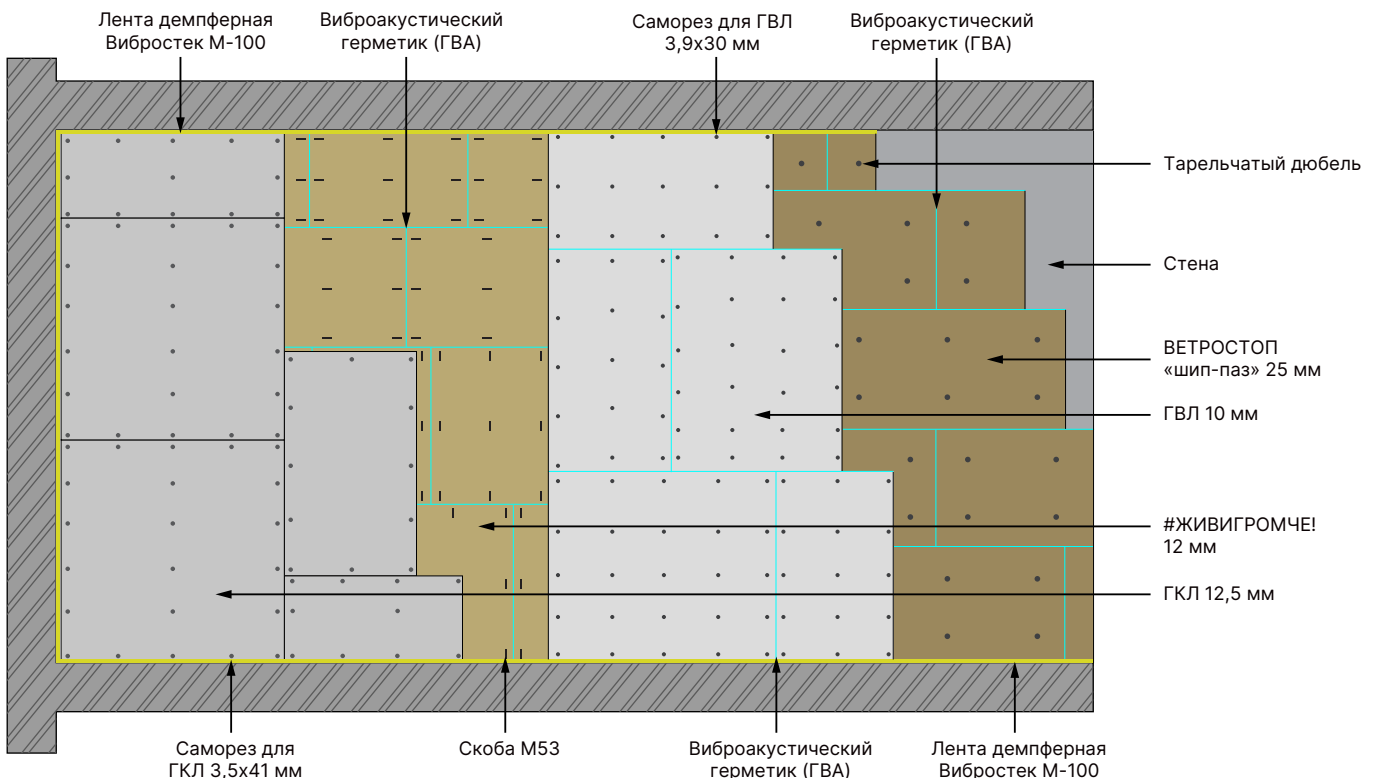 Лента демпферная
Вибростек М-100
Виброакустический
герметик (ГВА)
Саморез для ГВЛ
3,9х30 мм
Виброакустический
герметик (ГВА)
Тарельчатый дюбель
Стена
ВЕТРОСТОП
«шип-паз» 25 мм
ГВЛ 10 мм
#ЖИВИГРОМЧЕ!
12 мм
ГКЛ 12,5 мм
Саморез для
ГКЛ 3,5х41 мм
Скоба М53
Виброакустический
герметик (ГВА)
Лента демпферная
Вибростек М-100